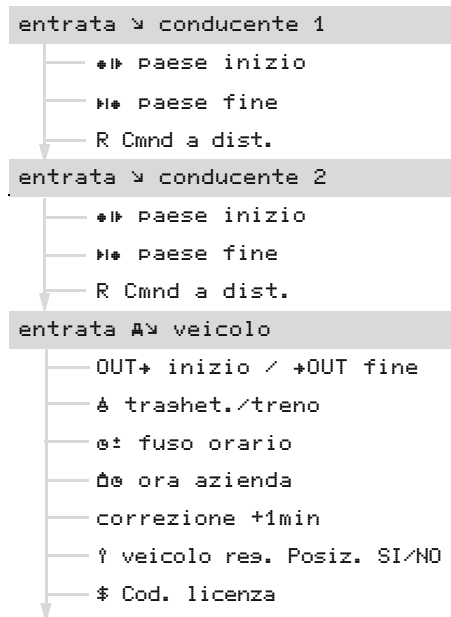 entrata ↘ conducente 1
●I▶ paese inizio
▶I● paese fine
R Cmnd a dist.
entrata ↘ conducente 2
●I▶ paese inizio
▶I● paese fine
R Cmnd a dist.
entrata ↘ veicolo
OUT→ inizio / →OUT fine
traghet./treno
± fuso orario
ora azienda
correzione +1min
veicolo reg. Posiz. SI/NO
$ Cod. licenza